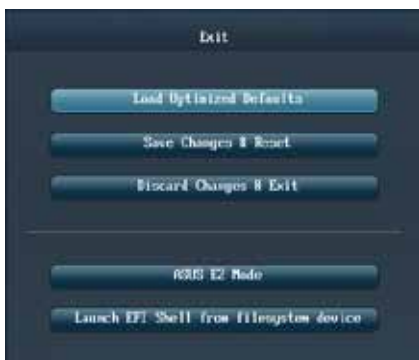 Exit
Load Optimized Defaults
Save Changes & Reset
Discard Changes & Exit
ASUS EZ Mode
Launch EFI Shell from filesystem device